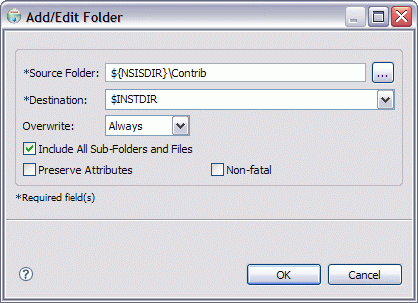 Add/Edit Folder
*Source Folder: ${NSISDIR}\Contrib ...
*Destination: $INSTDIR
Overwrite: Always
Include All Sub-Folders and Files
Preserve Attributes Non-fatal
*Required field(s)
? OK Cancel